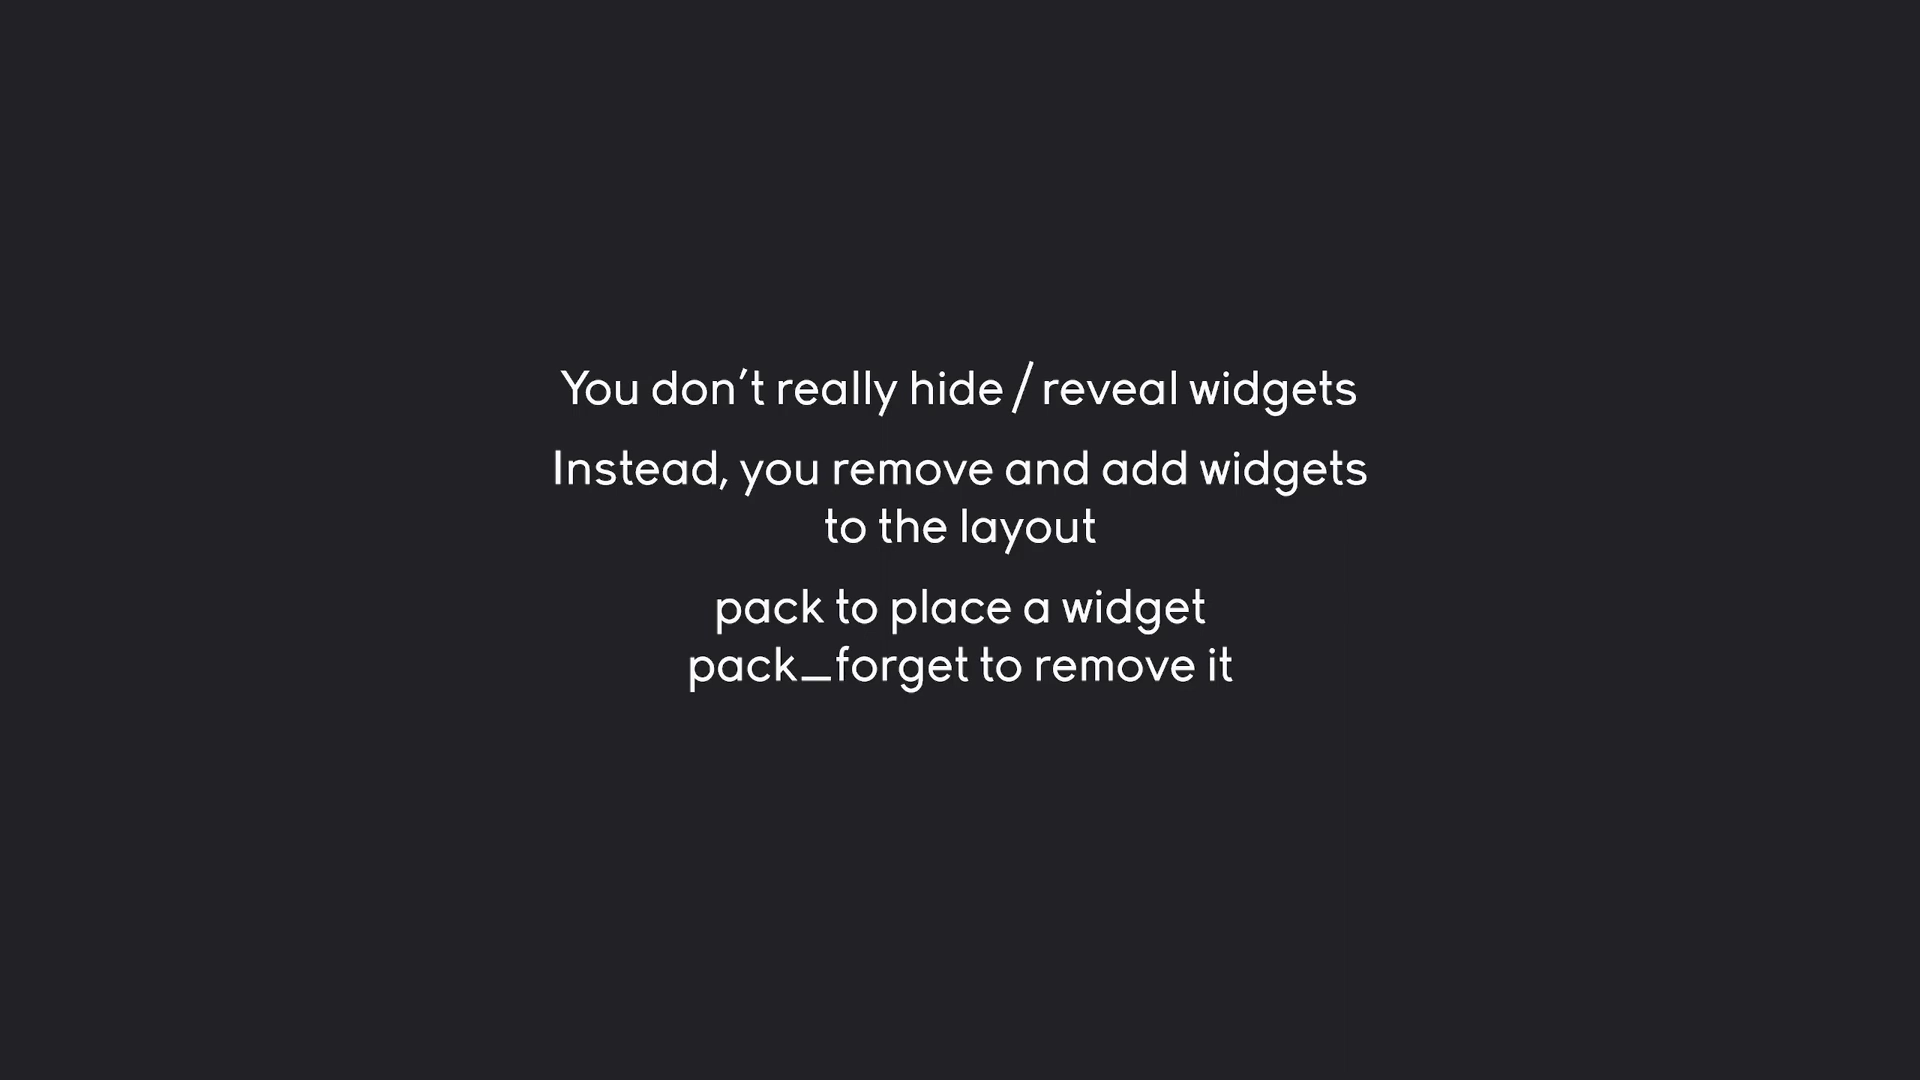 You don't really hide / reveal widgets
Instead, you remove and add widgets
to the layout
pack to place a widget
pack_forget to remove it